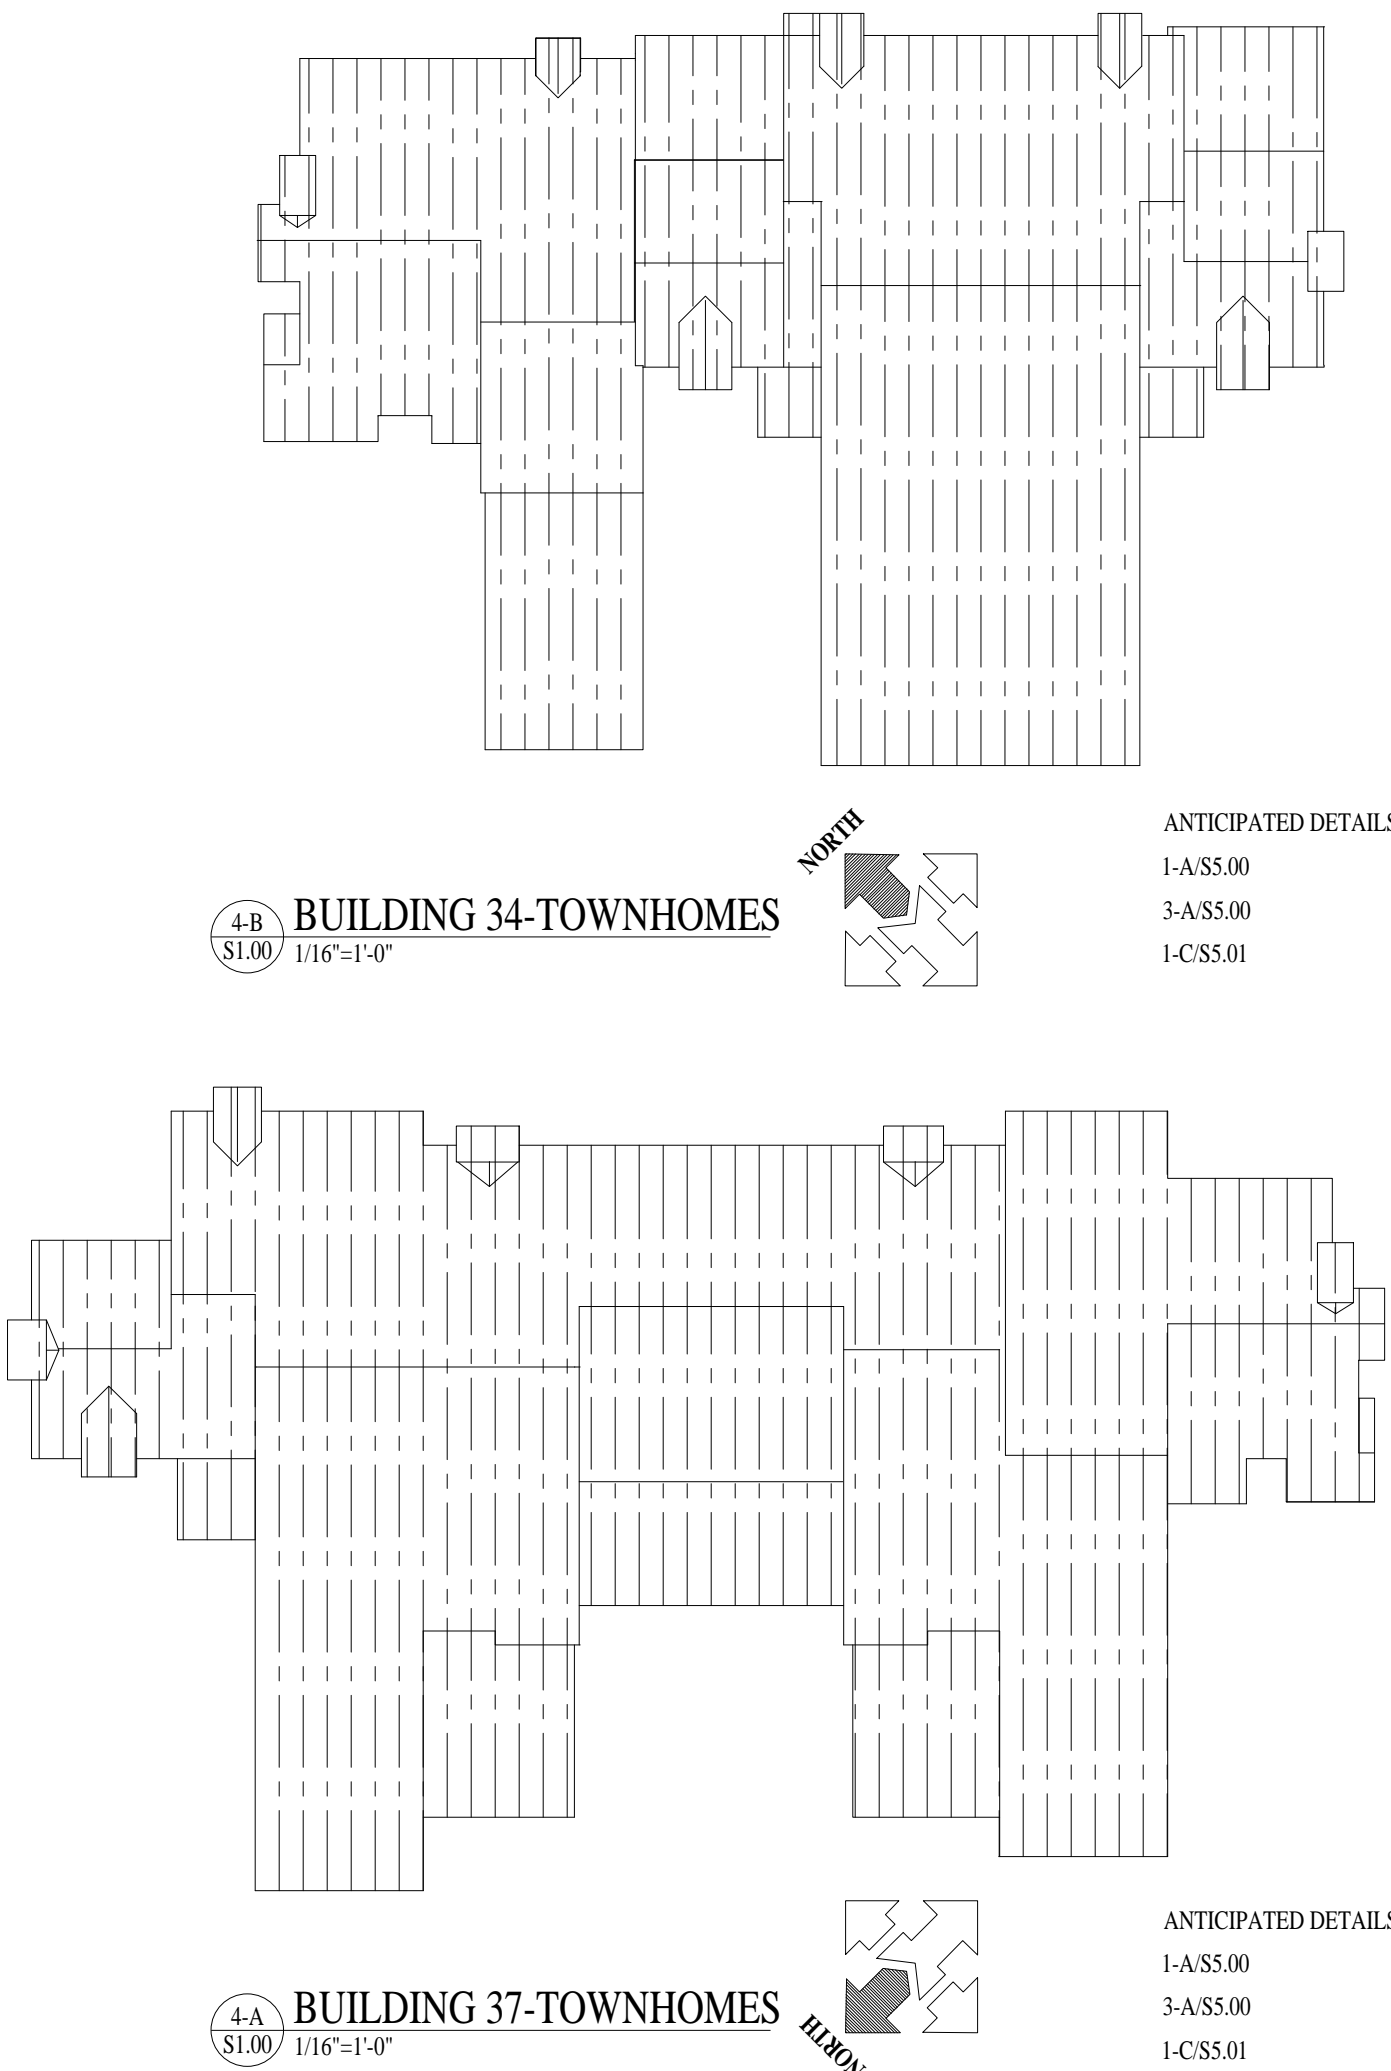 NORTH
ANTICIPATED DETAILS
1-A/S5.00
3-A/S5.00
1-C/S5.01
4-B
S1.00
BUILDING 34-TOWNHOMES
1/16"=1'-0"
ANTICIPATED DETAILS
1-A/S5.00
3-A/S5.00
1-C/S5.01
4-A
S1.00
BUILDING 37-TOWNHOMES
1/16"=1'-0"
NORTH